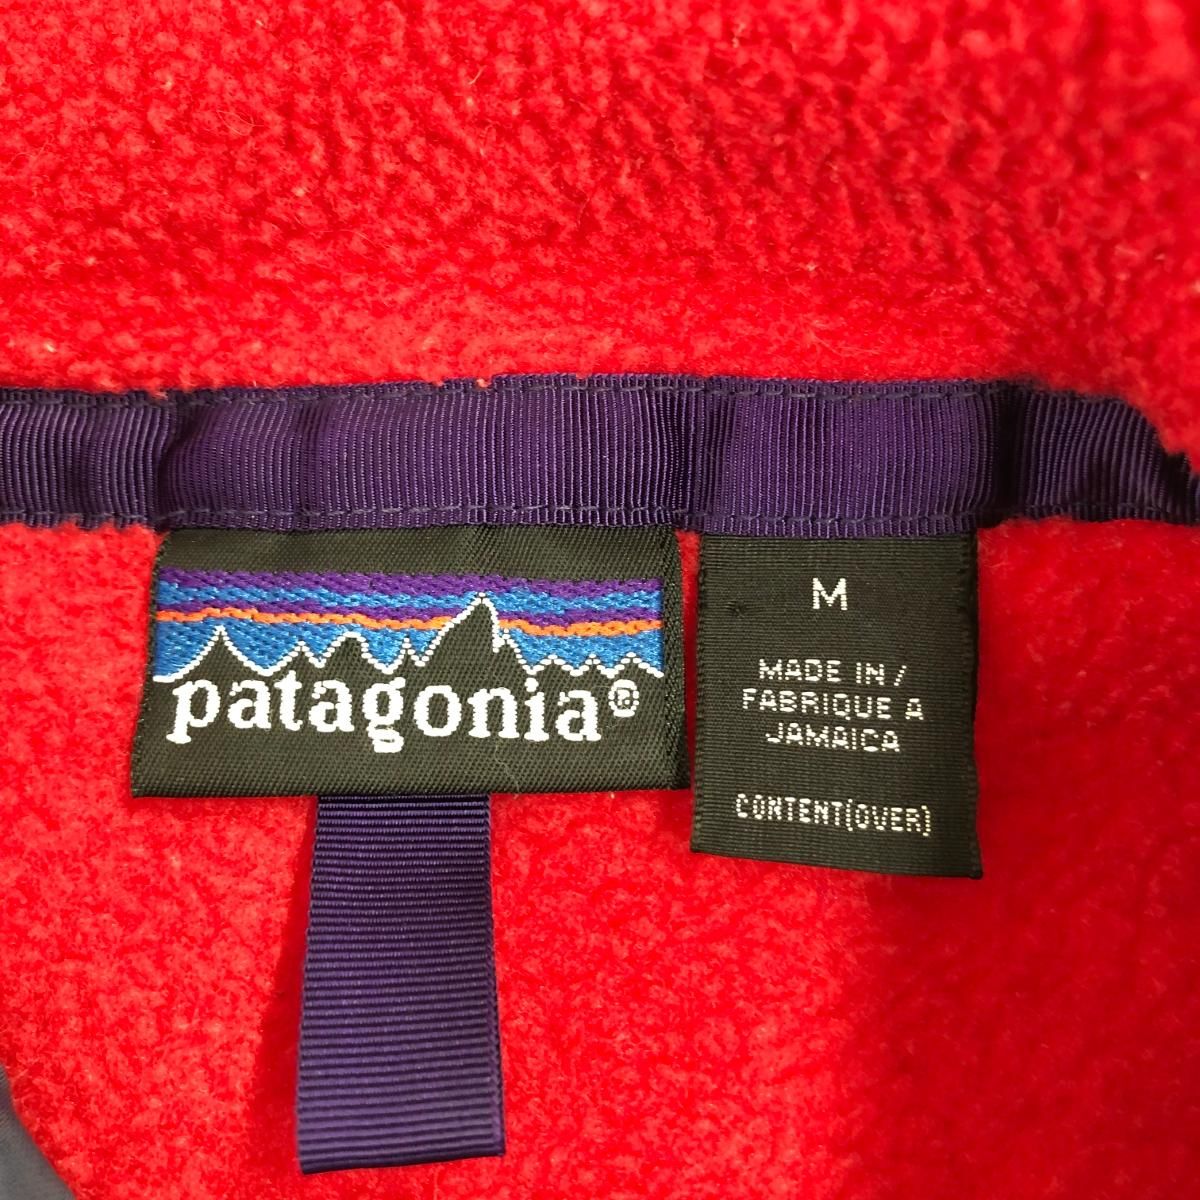 patagonia®
M
MADE IN/
FABRIQUE A
JAMAICA
CONTENT(OVER)